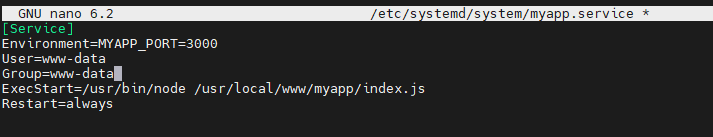 GNU nano 6.2 /etc/systemd/system/myapp.service *
[Service]
Environment=MYAPP_PORT=3000
User=www-data
Group=www-data
ExecStart=/usr/bin/node /usr/local/www/myapp/index.js
Restart=always